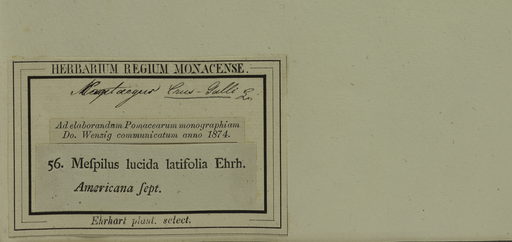 HERBARIUM REGIUM MONACENSE.
Crus-Galli L.
Ad elaborandam Pomacearum monographiam
Do. Wenzig communicatum anno 1874.
56. Meſpilus lucida latifolia Ehrh.
Americana ſept.
Ehrhart plant. select.